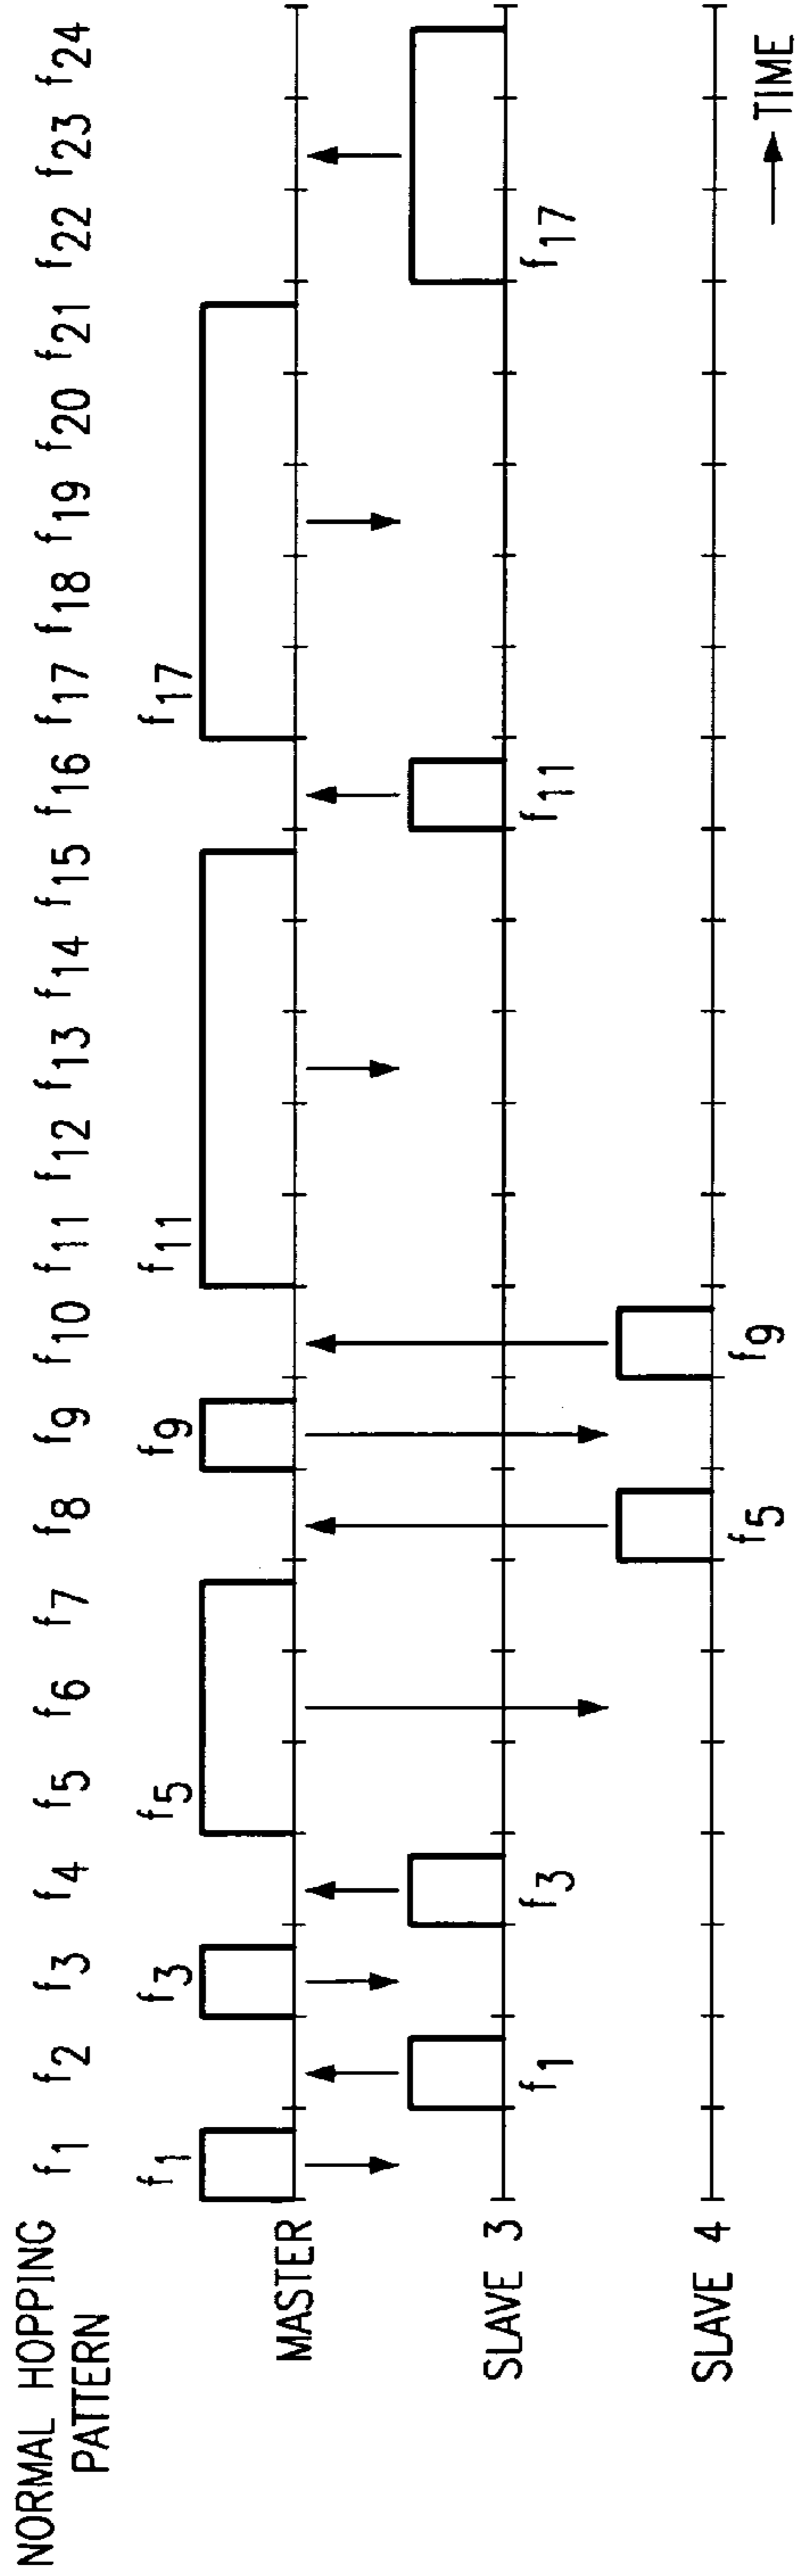 NORMAL HOPPING
PATTERN
f1 f2 f3 f4 f5 f6 f7 f8 f9 f10 f11 f12 f13 f14 f15 f16 f17 f18 f19 f20 f21 f22 f23 f24
f1 f3 f5 f9 f11 f17
MASTER
SLAVE 3
f1 f3 f11 f17
SLAVE 4
f5 f9
TIME